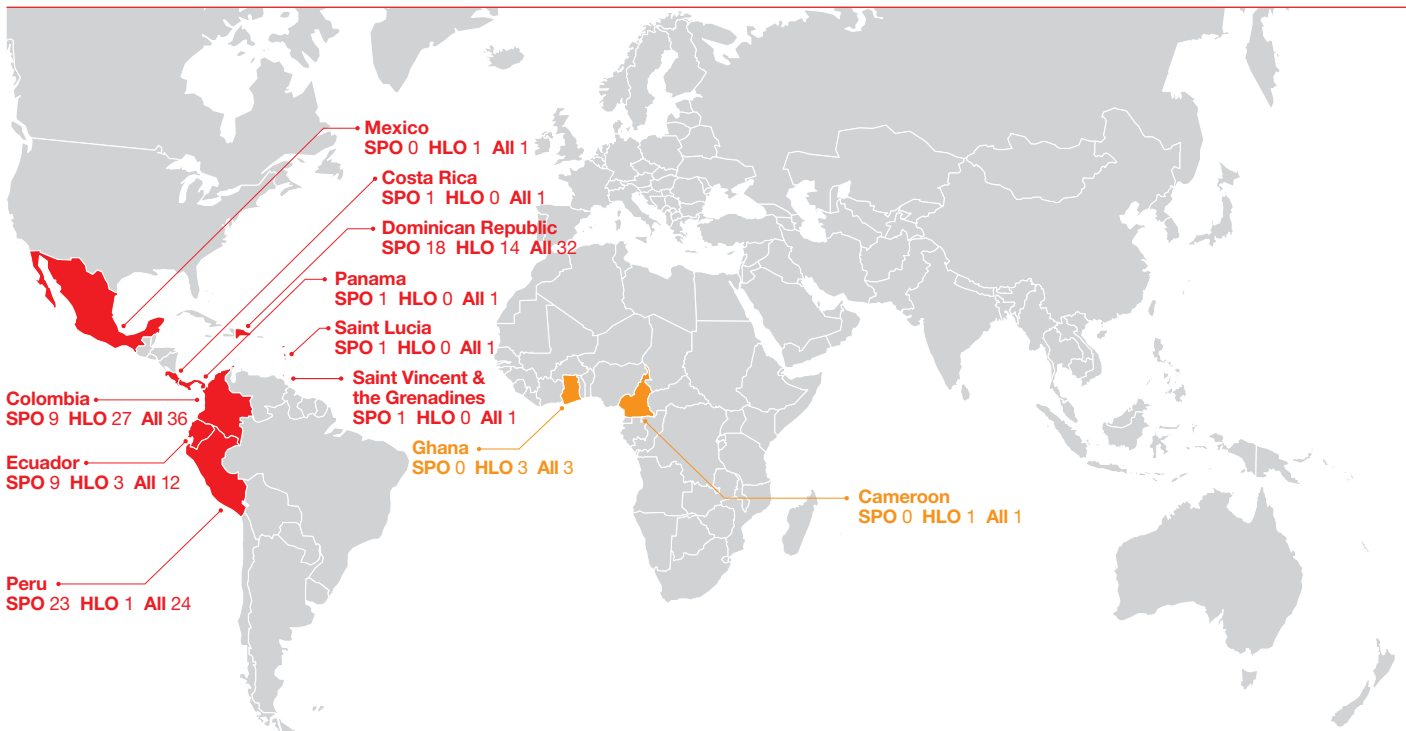 Mexico
SPO 0 HLO 1 All 1
Costa Rica
SPO 1 HLO 0 All 1
Dominican Republic
SPO 18 HLO 14 All 32
Panama
SPO 1 HLO 0 All 1
Saint Lucia
SPO 1 HLO 0 All 1
Saint Vincent &
the Grenadines
SPO 1 HLO 0 All 1
Colombia
SPO 9 HLO 27 All 36
Ecuador
SPO 9 HLO 3 All 12
Peru
SPO 23 HLO 1 All 24
Ghana
SPO 0 HLO 3 All 3
Cameroon
SPO 0 HLO 1 All 1